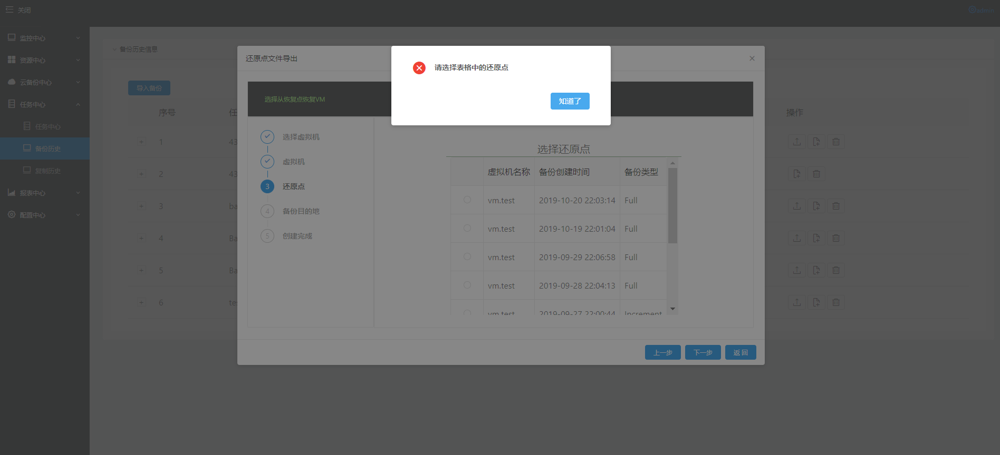 关闭
admin
监控中心
资源中心
云备份中心
任务中心
任务中心
备份历史
复制历史
报表中心
配置中心
备份历史信息
导入备份
序号
任
操作
1
43
2
43
3
ba
4
Ba
5
Ba
6
te
还原点文件导出
请选择表格中的还原点
知道了
选择从恢复点恢复VM
选择虚拟机
虚拟机
3 还原点
4 备份目的地
5 创建完成
选择还原点
虚拟机名称 备份创建时间 备份类型
vm.test 2019-10-20 22:03:14 Full
vm.test 2019-10-19 22:01:04 Full
vm.test 2019-09-29 22:06:58 Full
vm.test 2019-09-28 22:04:13 Full
vm.test 2019-09-27 22:00:44 Increment
上一步 下一步 返 回